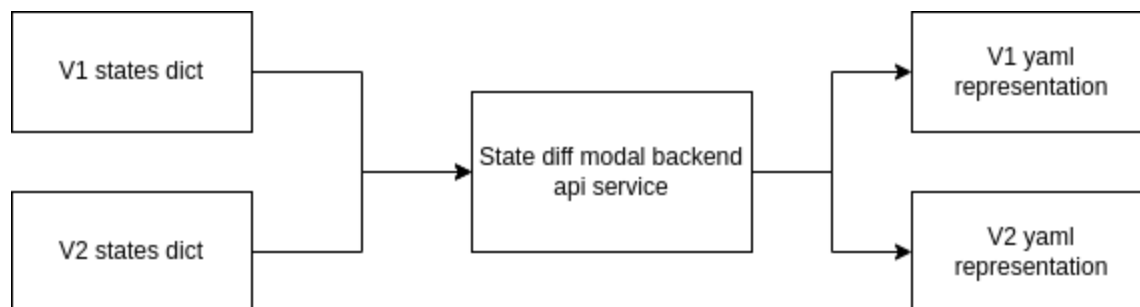 V1 states dict
V2 states dict
State diff modal backend
api service
V1 yaml
representation
V2 yaml
representation